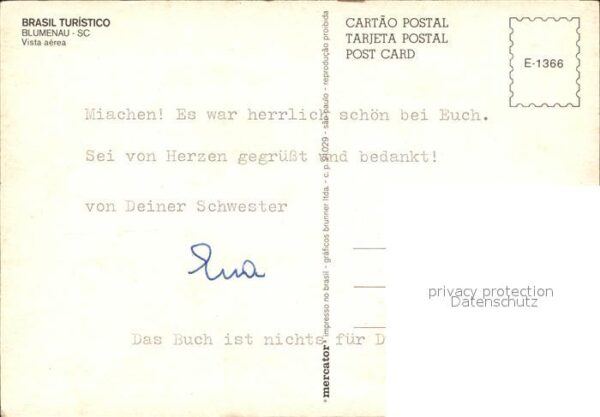 BRASIL TURÍSTICO
BLUMENAU - SC
Vista aérea
CARTÃO POSTAL
TARJETA POSTAL
POST CARD
E-1366
Miachen! Es war herrlich schön bei Euch.
Sei von Herzen gegrüßt und bedankt!
von Deiner Schwester
Eva
Das Buch ist nichts für D
"mercator" impresso no brasil - gráficos brunner ltda. - c. p. 51029 - são paulo - reprodução proibida
privacy protection
Datenschutz